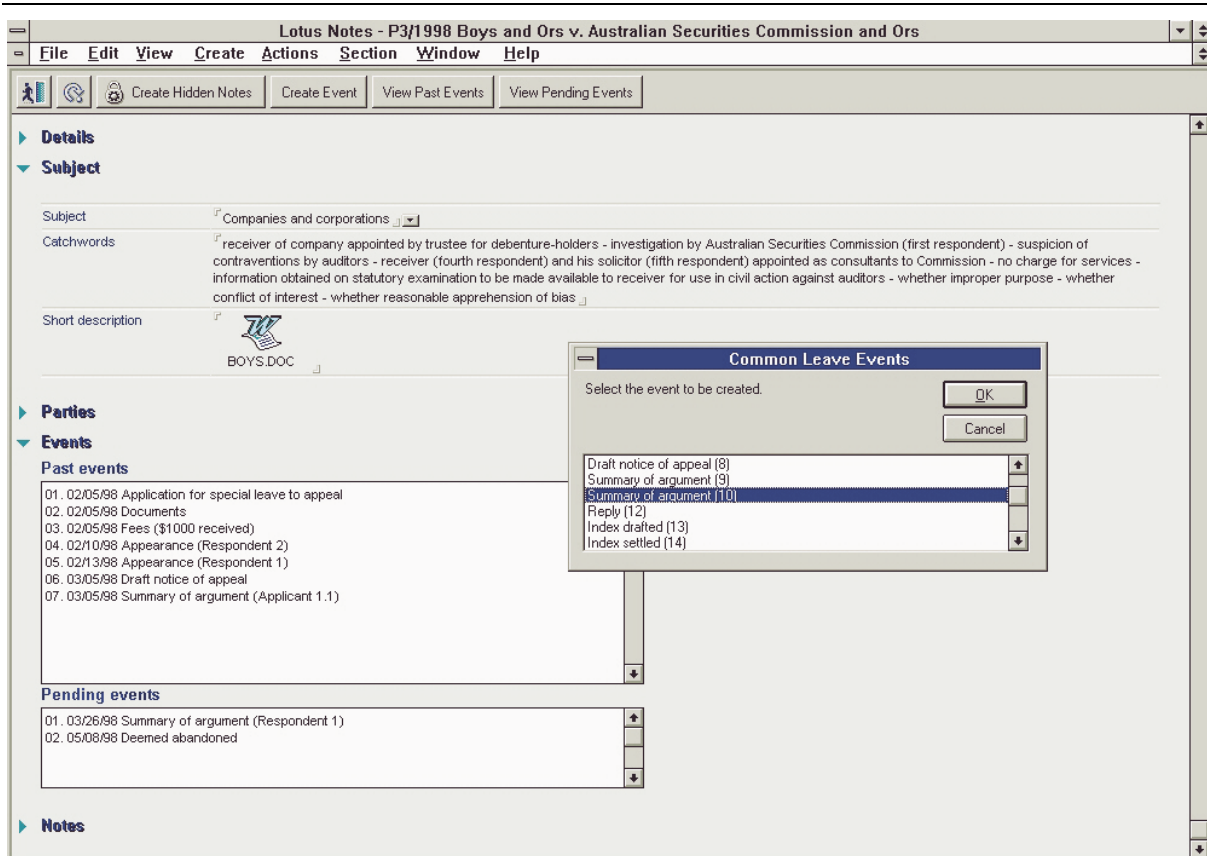 Lotus Notes - P3/1998 Boys and Ors v. Australian Securities Commission and Ors
File Edit View Create Actions Section Window Help
Create Hidden Notes Create Event View Past Events View Pending Events
Details
Subject
Subject Companies and corporations
Catchwords receiver of company appointed by trustee for debenture-holders - investigation by Australian Securities Commission (first respondent) - suspicion of
contraventions by auditors - receiver (fourth respondent) and his solicitor (fifth respondent) appointed as consultants to Commission - no charge for services -
information obtained on statutory examination to be made available to receiver for use in civil action against auditors - whether improper purpose - whether
conflict of interest - whether reasonable apprehension of bias
Short description
BOYS.DOC
Parties
Events
Past events
01. 02/05/98 Application for special leave to appeal
02. 02/05/98 Documents
03. 02/05/98 Fees ($1000 received)
04. 02/10/98 Appearance (Respondent 2)
05. 02/13/98 Appearance (Respondent 1)
06. 03/05/98 Draft notice of appeal
07. 03/05/98 Summary of argument (Applicant 1.1)
Common Leave Events
Select the event to be created.
OK
Cancel
Draft notice of appeal (8)
Summary of argument (9)
Summary of argument (10)
Reply (12)
Index drafted (13)
Index settled (14)
Pending events
01. 03/26/98 Summary of argument (Respondent 1)
02. 05/08/98 Deemed abandoned
Notes